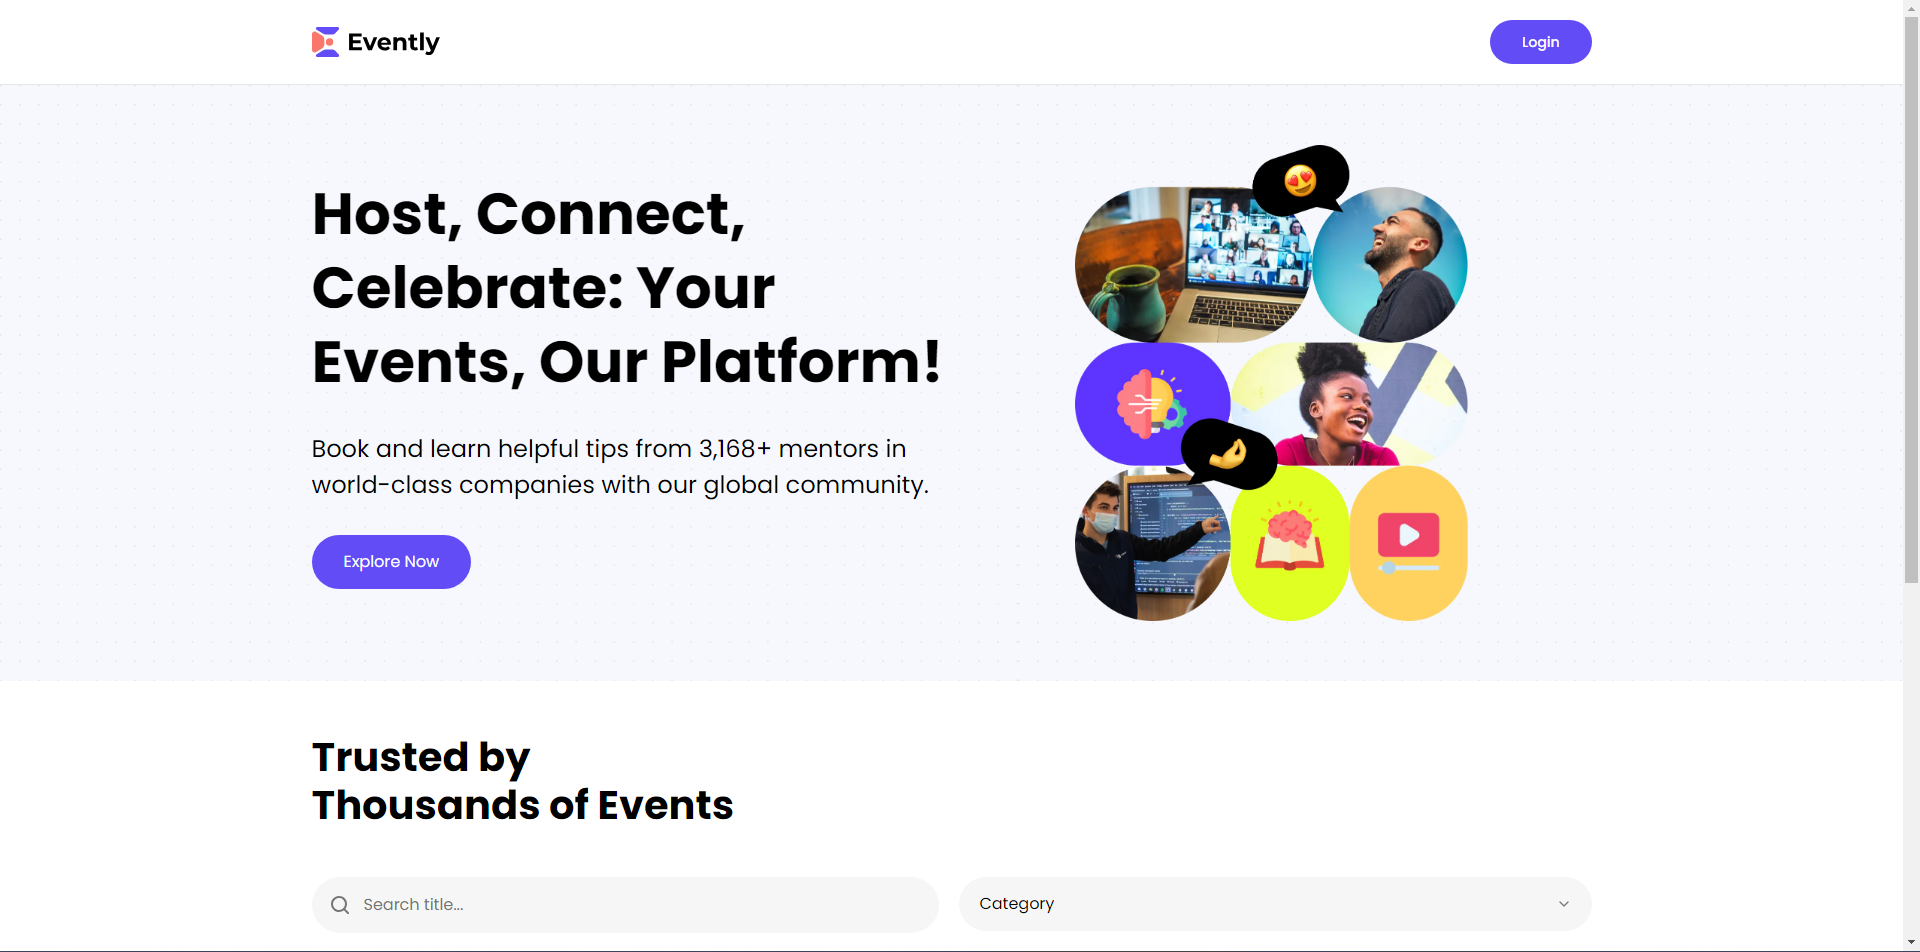 Evently
Login
Host, Connect,
Celebrate: Your
Events, Our Platform!
Book and learn helpful tips from 3,168+ mentors in
world-class companies with our global community.
Explore Now
Trusted by
Thousands of Events
Search title...
Category